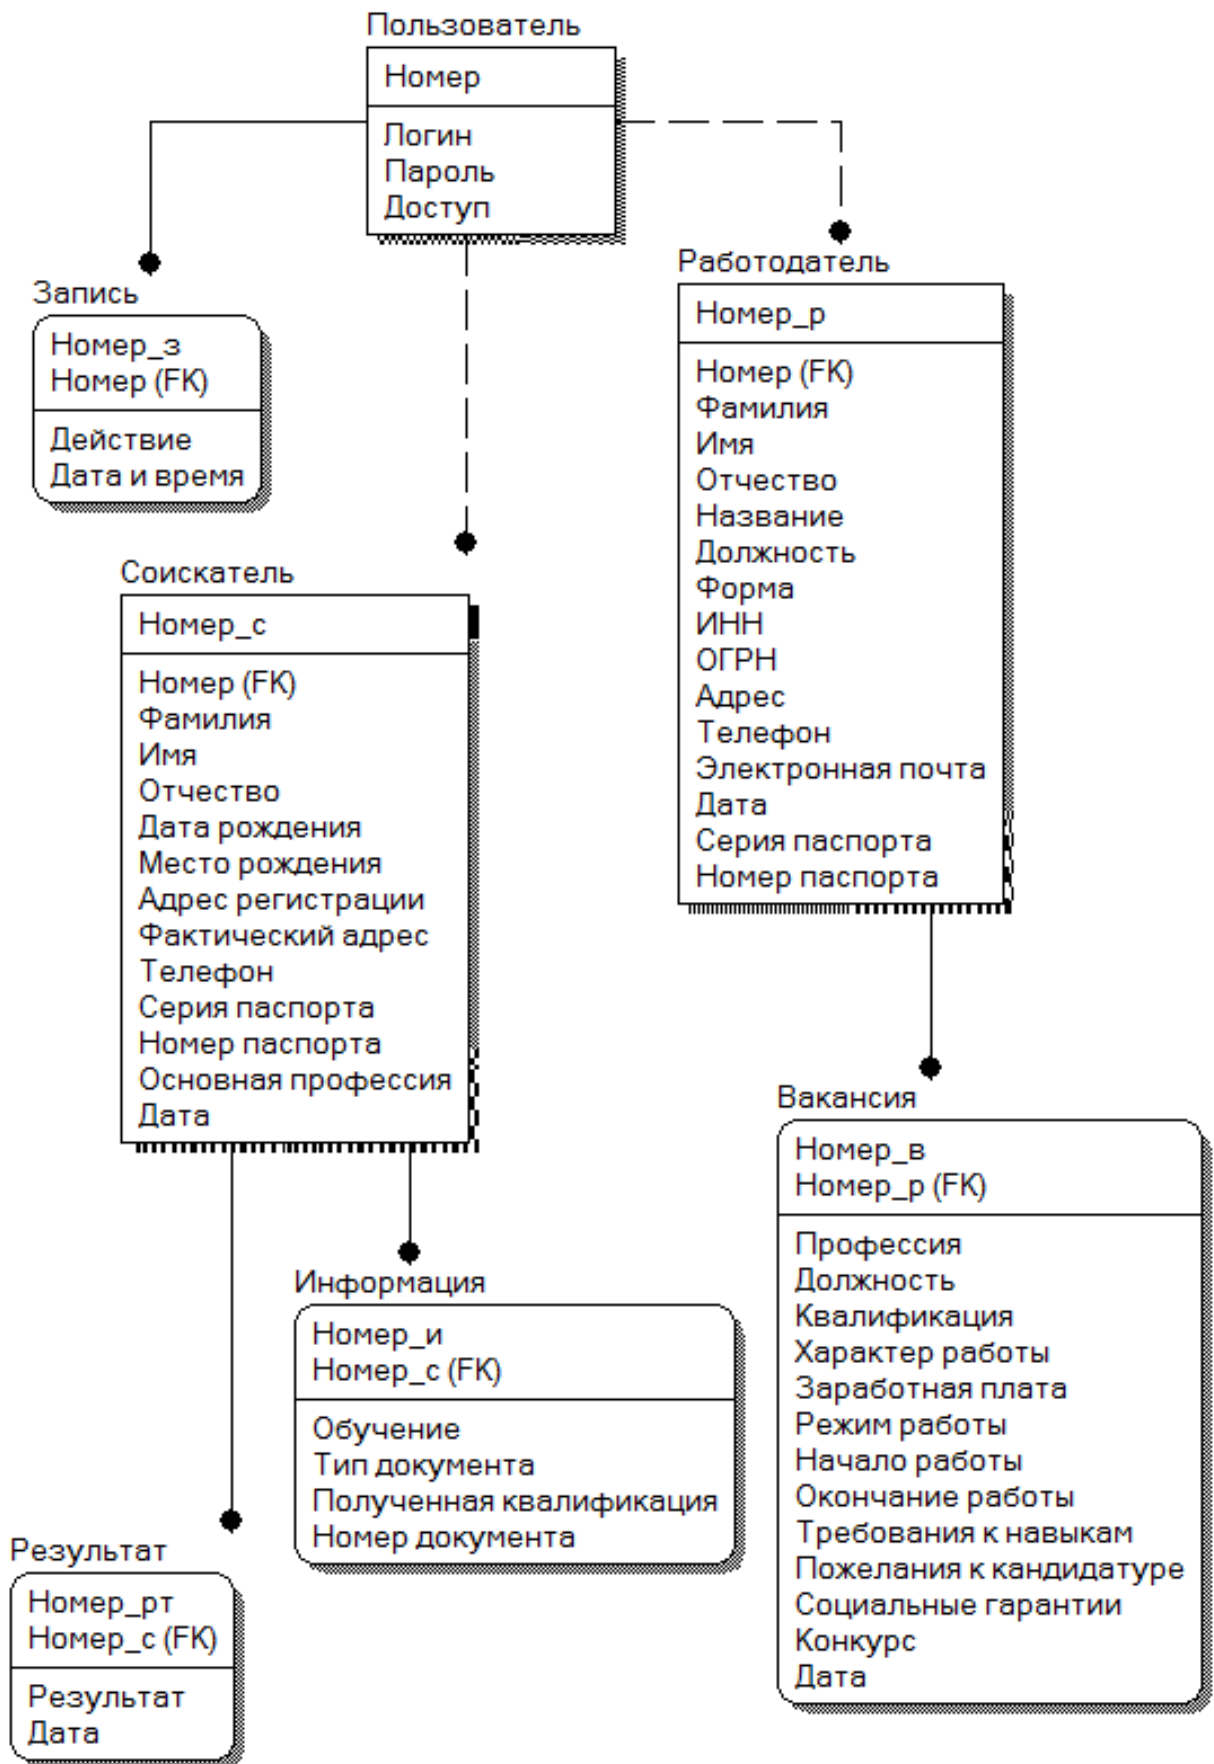 Пользователь
Номер
Логин
Пароль
Доступ
Запись
Номер_з
Номер (FK)
Действие
Дата и время
Работодатель
Номер_р
Номер (FK)
Фамилия
Имя
Отчество
Название
Должность
Форма
ИНН
ОГРН
Адрес
Телефон
Электронная почта
Дата
Серия паспорта
Номер паспорта
Соискатель
Номер_с
Номер (FK)
Фамилия
Имя
Отчество
Дата рождения
Место рождения
Адрес регистрации
Фактический адрес
Телефон
Серия паспорта
Номер паспорта
Основная профессия
Дата
Вакансия
Номер_в
Номер_р (FK)
Профессия
Должность
Квалификация
Характер работы
Заработная плата
Режим работы
Начало работы
Окончание работы
Требования к навыкам
Пожелания к кандидатуре
Социальные гарантии
Конкурс
Дата
Информация
Номер_и
Номер_с (FK)
Обучение
Тип документа
Полученная квалификация
Номер документа
Результат
Номер_рт
Номер_с (FK)
Результат
Дата